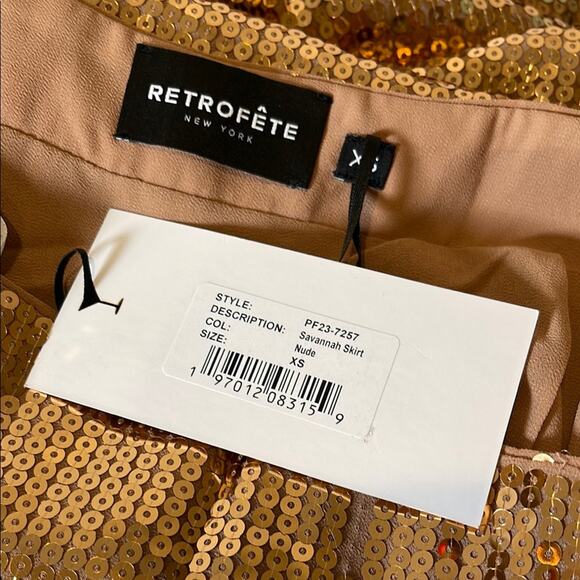 RETROFÊTE
NEW YORK
XS
STYLE: PF23-7257
DESCRIPTION: Savannah Skirt
COL: Nude
SIZE: XS
1 97012 08315 9